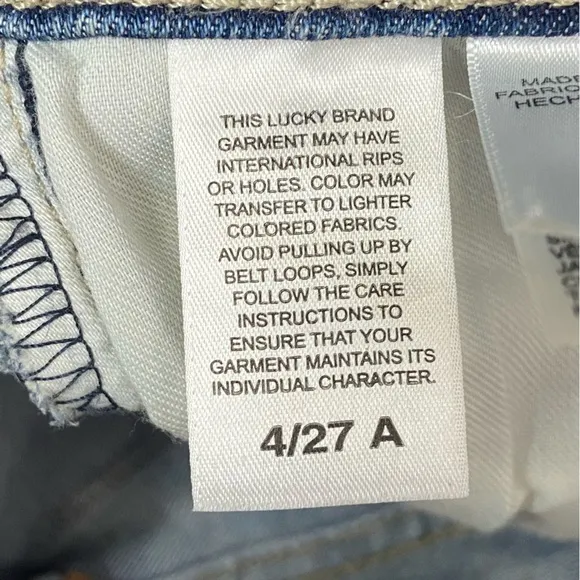 THIS LUCKY BRAND
GARMENT MAY HAVE
INTERNATIONAL RIPS
OR HOLES. COLOR MAY
TRANSFER TO LIGHTER
COLORED FABRICS.
AVOID PULLING UP BY
BELT LOOPS, SIMPLY
FOLLOW THE CARE
INSTRUCTIONS TO
ENSURE THAT YOUR
GARMENT MAINTAINS ITS
INDIVIDUAL CHARACTER.
4/27 A
MADE
FABRIC
HECH